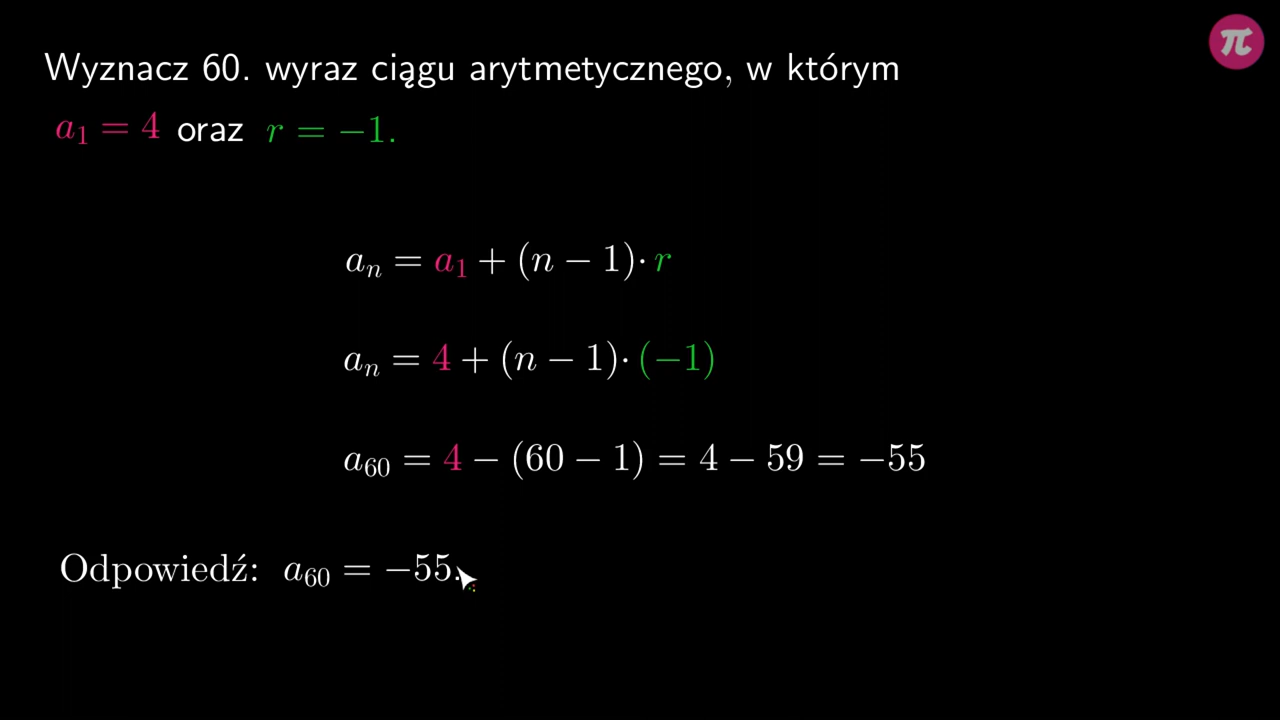 Wyznacz 60. wyraz ciągu arytmetycznego, w którym
a₁ = 4 oraz r = −1.
aₙ = a₁ + (n − 1)· r
aₙ = 4 + (n − 1)· (−1)
a₆₀ = 4 − (60 − 1) = 4 − 59 = −55
Odpowiedź: a₆₀ = −55.
π